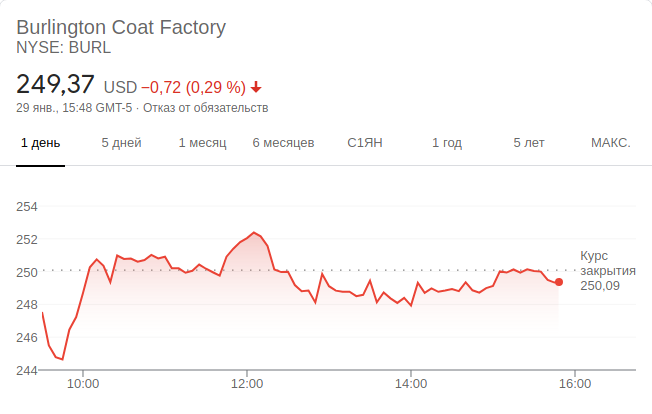 Burlington Coat Factory
NYSE: BURL
249,37 USD −0,72 (0,29 %)
29 янв., 15:48 GMT-5 · Отказ от обязательств
1 день 5 дней 1 месяц 6 месяцев С1ЯН 1 год 5 лет МАКС.
254
252
250
248
246
244
Курс
закрытия
250,09
10:00 12:00 14:00 16:00